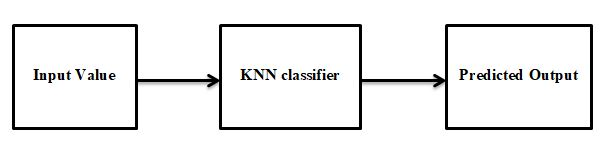 Input Value
KNN classifier
Predicted Output